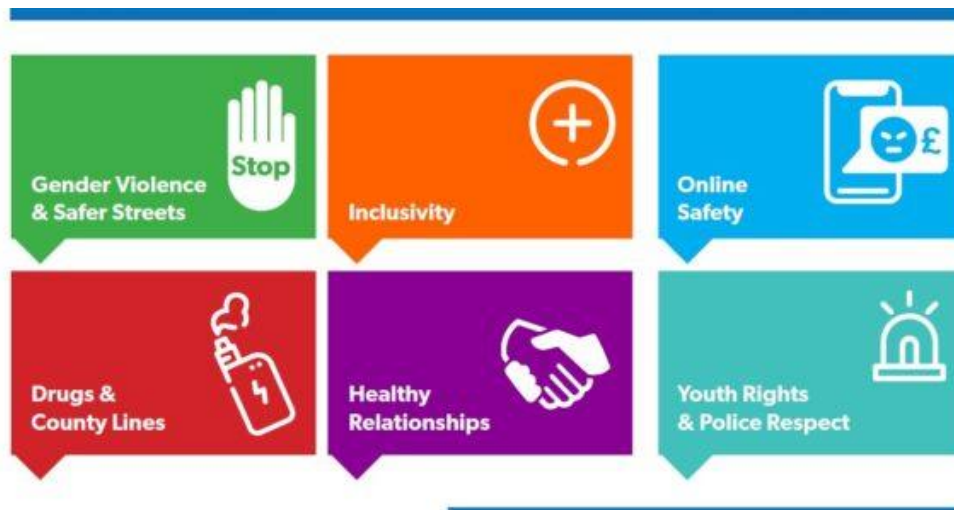 Stop
Gender Violence
& Safer Streets
Inclusivity
£
Online
Safety
Drugs &
County Lines
Healthy
Relationships
Youth Rights
& Police Respect